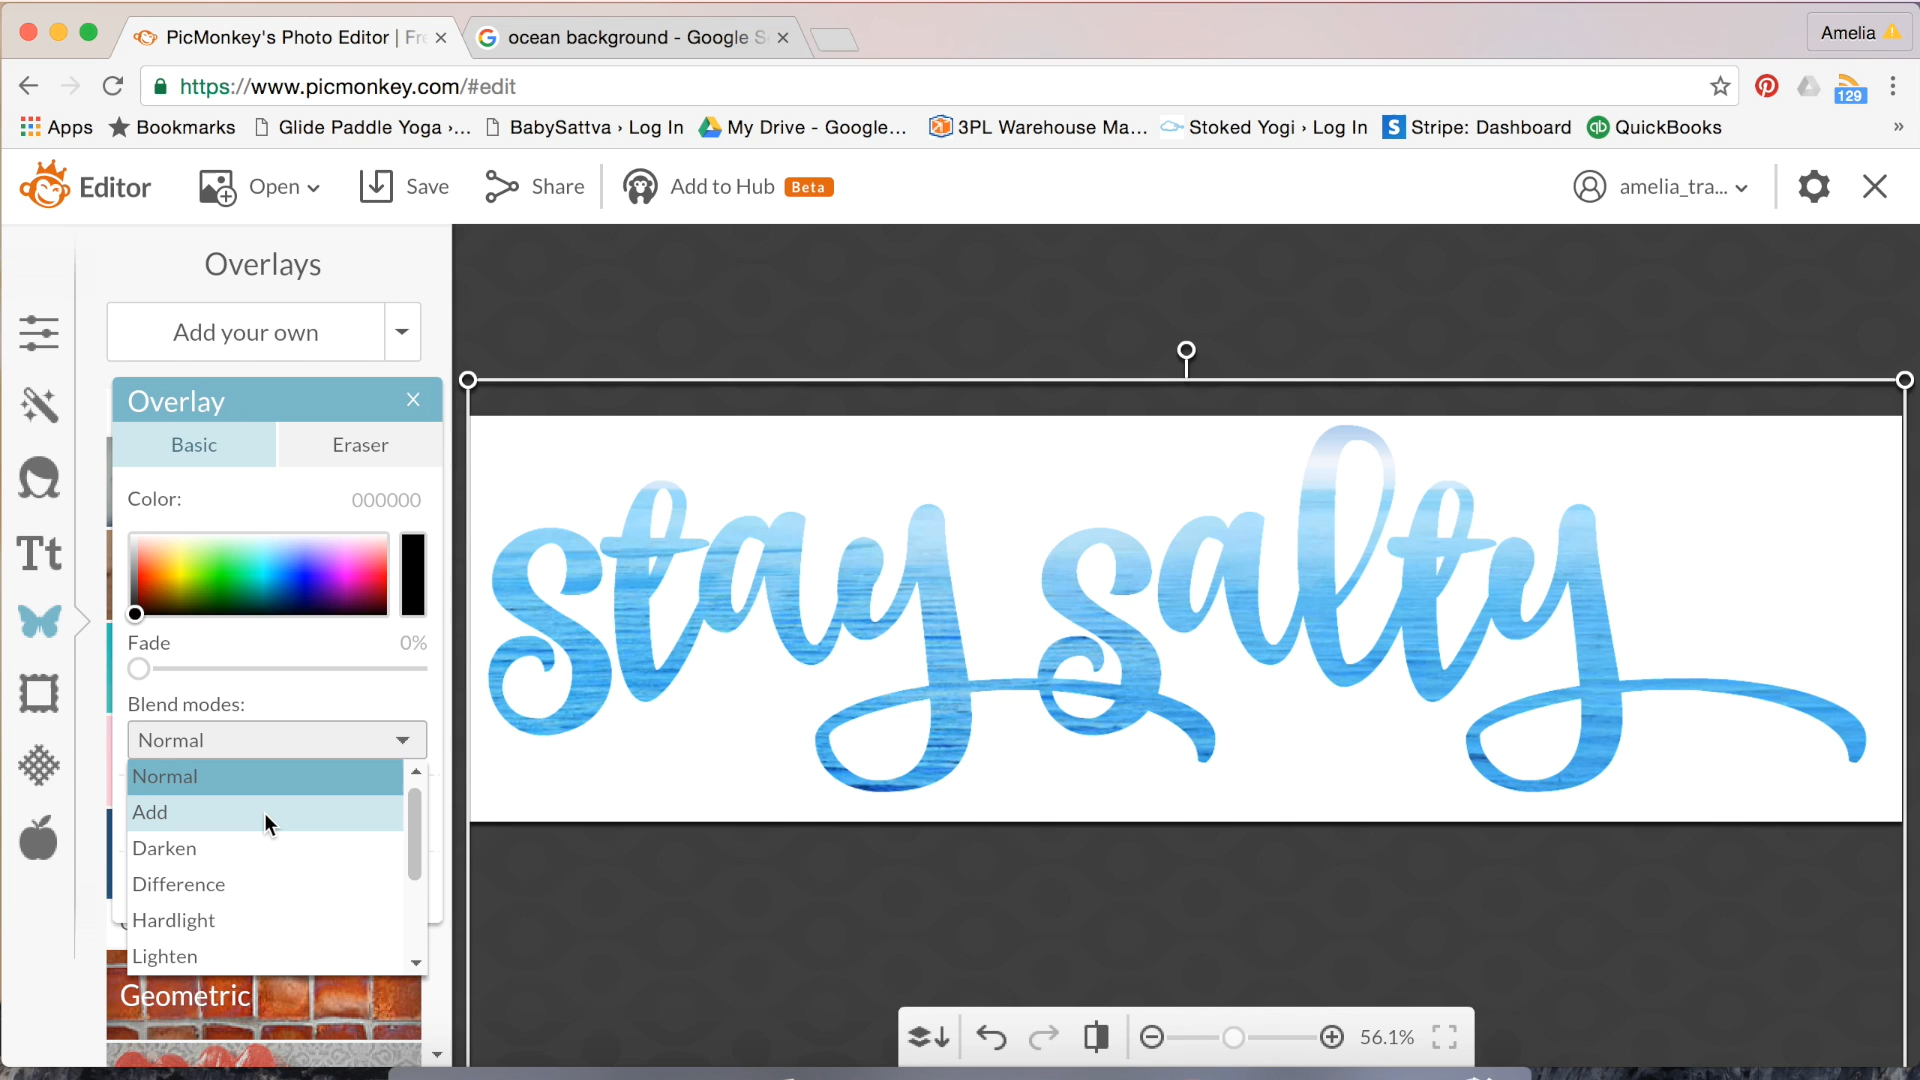 PicMonkey's Photo Editor | Fre
ocean background - Google S
Amelia
https://www.picmonkey.com/#edit
129
Apps
Bookmarks
Glide Paddle Yoga ›...
BabySattva › Log In
My Drive - Google...
3PL Warehouse Ma...
Stoked Yogi › Log In
S Stripe: Dashboard
qb QuickBooks
»
Editor
Open
Save
Share
Add to Hub
Beta
amelia_tra...
Overlays
Add your own
Overlay
Basic
Eraser
Color:
000000
Tt
Fade
0%
Blend modes:
Normal
Normal
Add
Darken
Difference
Hardlight
Lighten
Geometric
stay salty
56.1%